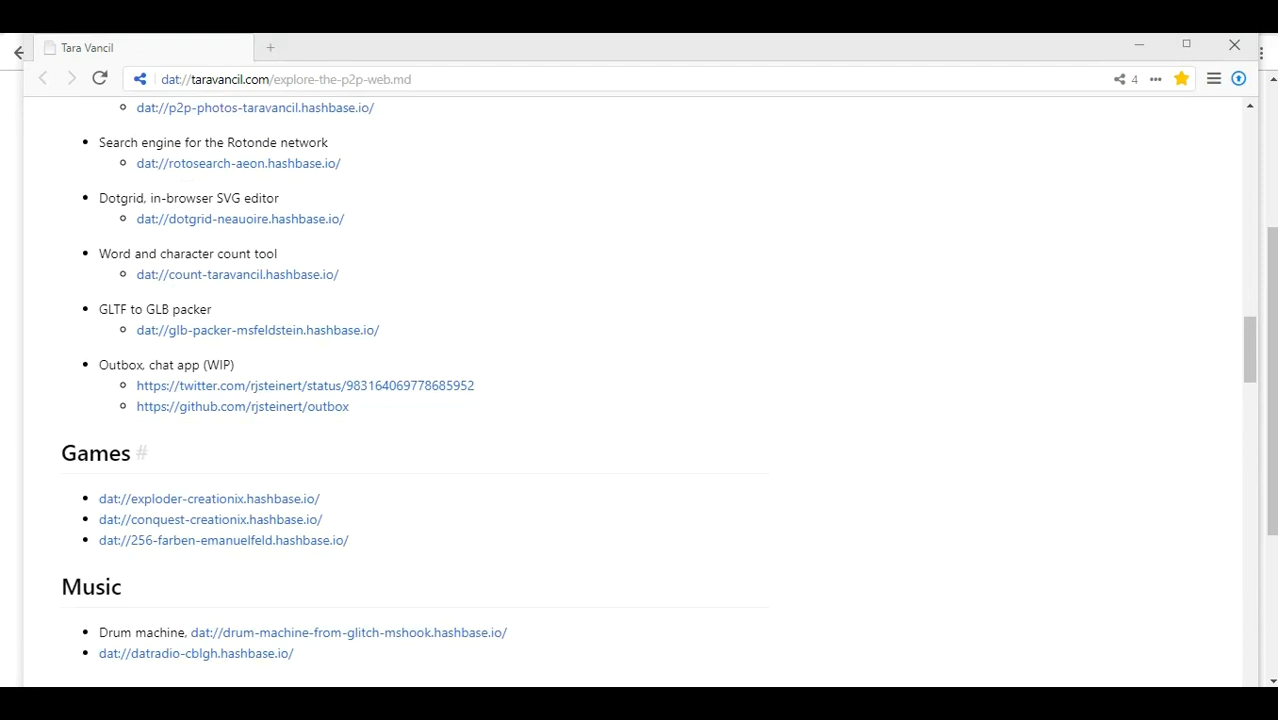 Tara Vancil
dat://taravancil.com/explore-the-p2p-web.md
4
dat://p2p-photos-taravancil.hashbase.io/
Search engine for the Rotonde network
dat://rotosearch-aeon.hashbase.io/
Dotgrid, in-browser SVG editor
dat://dotgrid-neauoire.hashbase.io/
Word and character count tool
dat://count-taravancil.hashbase.io/
GLTF to GLB packer
dat://glb-packer-msfeldstein.hashbase.io/
Outbox, chat app (WIP)
https://twitter.com/rjsteinert/status/983164069778685952
https://github.com/rjsteinert/outbox
Games #
dat://exploder-creationix.hashbase.io/
dat://conquest-creationix.hashbase.io/
dat://256-farben-emanuelfeld.hashbase.io/
Music
Drum machine, dat://drum-machine-from-glitch-mshook.hashbase.io/
dat://datradio-cblgh.hashbase.io/